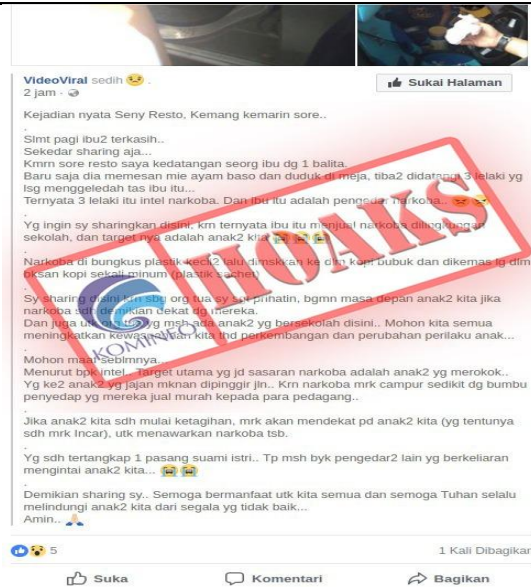 VideoViral sedih
Sukai Halaman
2 jam
Kejadian nyata Seny Resto, Kemang kemarin sore..
.
Slmt pagi ibu2 terkasih..
Sekedar sharing aja...
Kmrn sore resto saya kedatangan seorg ibu dg 1 balita.
Baru saja dia memesan mie ayam baso dan duduk di meja, tiba2 didatangi 3 lelaki yg
lsg menggeledah tas ibu itu...
Ternyata 3 lelaki itu intel narkoba. Dan ibu itu adalah pengedar narkoba..
.
Yg ingin sy sharingkan disini, krn ternyata ibu itu menjual narkoba dilingkungan
sekolah, dan target nya adalah anak2 kita
.
Narkoba di bungkus plastik kecil2 lalu dimskkan ke dlm kopi bubuk dan dikemas lg dlm
bksan kopi sekali minum (plastik sachet)
.
Sy sharing disini krn sbg org tua sy sgt prihatin, bgmn masa depan anak2 kita jika
narkoba sdh demikian dekat dg mereka.
Dan juga utk yg msh ada anak2 yg bersekolah disini.. Mohon kita semua
meningkatkan kewaspadaan kita thd perkembangan dan perubahan perilaku anak...
.
Mohon maaf seblmnya...
Menurut bpk intel.. Target utama yg jd sasaran narkoba adalah anak2 yg merokok..
Yg ke2 anak2 yg jajan mknan dipinggir jln.. Krn narkoba mrk campur sedikit dg bumbu
penyedap yg mereka jual murah kepada para pedagang..
.
Jika anak2 kita sdh mulai ketagihan, mrk akan mendekat pd anak2 kita (yg tentunya
sdh mrk Incar), utk menawarkan narkoba tsb.
.
Yg sdh tertangkap 1 pasang suami istri.. Tp msh byk pengedar2 lain yg berkeliaran
mengintai anak2 kita...
.
Demikian sharing sy.. Semoga bermanfaat utk kita semua dan semoga Tuhan selalu
melindungi anak2 kita dari segala yg tidak baik...
Amin..
HOAKS
KOMINFO
5
1 Kali Dibagikan
Suka
Komentari
Bagikan